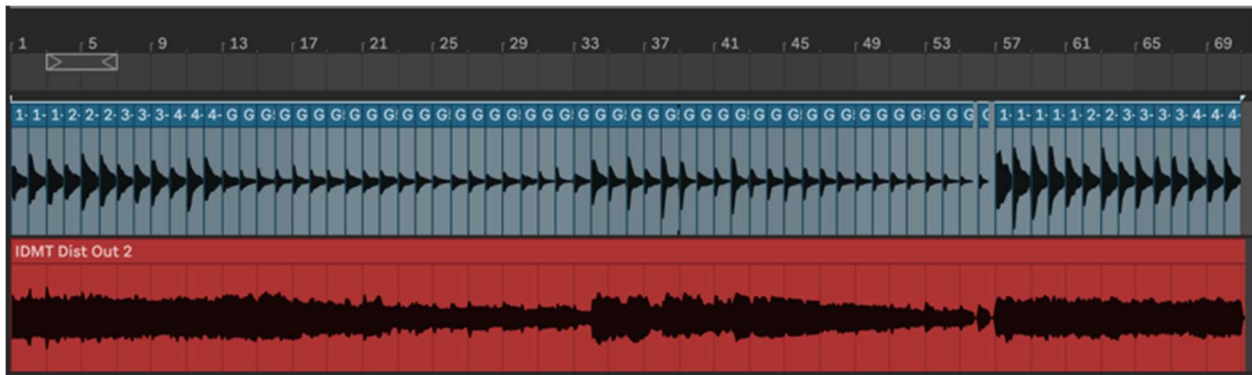 1 5 9 13 17 21 25 29 33 37 41 45 49 53 57 61 65 69
1- 1- 1- 2- 2- 2- 3- 3- 3- 4- 4- 4- G G G G G G G G G G G G G G G G G G G G G G G G G G G G G G G G G G G G G G G G G G G 1- 1- 1- 1- 1- 2- 2- 3- 3- 3- 3- 4- 4- 4-
IDMT Dist Out 2